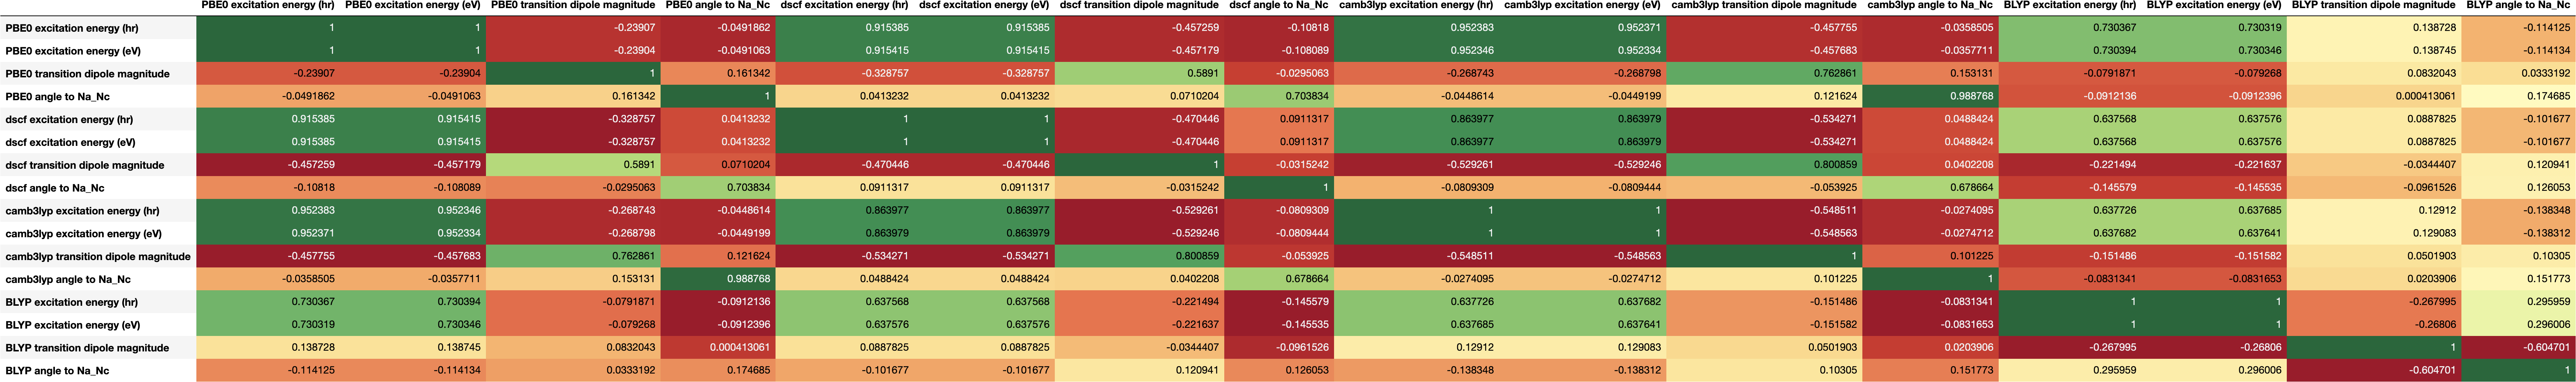 PBE0 excitation energy (hr) PBE0 excitation energy (eV) PBE0 transition dipole magnitude PBE0 angle to Na_Nc dscf excitation energy (hr) dscf excitation energy (eV) dscf transition dipole magnitude dscf angle to Na_Nc camb3lyp excitation energy (hr) camb3lyp excitation energy (eV) camb3lyp transition dipole magnitude camb3lyp angle to Na_Nc BLYP excitation energy (hr) BLYP excitation energy (eV) BLYP transition dipole magnitude BLYP angle to Na_Nc
PBE0 excitation energy (hr) 1 1 -0.23907 -0.0491862 0.915385 0.915385 -0.457259 -0.10818 0.952383 0.952371 -0.457755 -0.0358505 0.730367 0.730319 0.138728 -0.114125
PBE0 excitation energy (eV) 1 1 -0.23904 -0.0491063 0.915415 0.915415 -0.457179 -0.108089 0.952346 0.952334 -0.457683 -0.0357711 0.730394 0.730346 0.138745 -0.114134
PBE0 transition dipole magnitude -0.23907 -0.23904 1 0.161342 -0.328757 -0.328757 0.5891 -0.0295063 -0.268743 -0.268798 0.762861 0.153131 -0.0791871 -0.079268 0.0832043 0.0333192
PBE0 angle to Na_Nc -0.0491862 -0.0491063 0.161342 1 0.0413232 0.0413232 0.0710204 0.703834 -0.0448614 -0.0449199 0.121624 0.988768 -0.0912136 -0.0912396 0.000413061 0.174685
dscf excitation energy (hr) 0.915385 0.915415 -0.328757 0.0413232 1 1 -0.470446 0.0911317 0.863977 0.863979 -0.534271 0.0488424 0.637568 0.637576 0.0887825 -0.101677
dscf excitation energy (eV) 0.915385 0.915415 -0.328757 0.0413232 1 1 -0.470446 0.0911317 0.863977 0.863979 -0.534271 0.0488424 0.637568 0.637576 0.0887825 -0.101677
dscf transition dipole magnitude -0.457259 -0.457179 0.5891 0.0710204 -0.470446 -0.470446 1 -0.0315242 -0.529261 -0.529246 0.800859 0.0402208 -0.221494 -0.221637 -0.0344407 0.120941
dscf angle to Na_Nc -0.10818 -0.108089 -0.0295063 0.703834 0.0911317 0.0911317 -0.0315242 1 -0.0809309 -0.0809444 -0.053925 0.678664 -0.145579 -0.145535 -0.0961526 0.126053
camb3lyp excitation energy (hr) 0.952383 0.952346 -0.268743 -0.0448614 0.863977 0.863977 -0.529261 -0.0809309 1 1 -0.548511 -0.0274095 0.637726 0.637685 0.12912 -0.138348
camb3lyp excitation energy (eV) 0.952371 0.952334 -0.268798 -0.0449199 0.863979 0.863979 -0.529246 -0.0809444 1 1 -0.548563 -0.0274712 0.637682 0.637641 0.129083 -0.138312
camb3lyp transition dipole magnitude -0.457755 -0.457683 0.762861 0.121624 -0.534271 -0.534271 0.800859 -0.053925 -0.548511 -0.548563 1 0.101225 -0.151486 -0.151582 0.0501903 0.10305
camb3lyp angle to Na_Nc -0.0358505 -0.0357711 0.153131 0.988768 0.0488424 0.0488424 0.0402208 0.678664 -0.0274095 -0.0274712 0.101225 1 -0.0831341 -0.0831653 0.0203906 0.151773
BLYP excitation energy (hr) 0.730367 0.730394 -0.0791871 -0.0912136 0.637568 0.637568 -0.221494 -0.145579 0.637726 0.637682 -0.151486 -0.0831341 1 1 -0.267995 0.295959
BLYP excitation energy (eV) 0.730319 0.730346 -0.079268 -0.0912396 0.637576 0.637576 -0.221637 -0.145535 0.637685 0.637641 -0.151582 -0.0831653 1 1 -0.26806 0.296006
BLYP transition dipole magnitude 0.138728 0.138745 0.0832043 0.000413061 0.0887825 0.0887825 -0.0344407 -0.0961526 0.12912 0.129083 0.0501903 0.0203906 -0.267995 -0.26806 1 -0.604701
BLYP angle to Na_Nc -0.114125 -0.114134 0.0333192 0.174685 -0.101677 -0.101677 0.120941 0.126053 -0.138348 -0.138312 0.10305 0.151773 0.295959 0.296006 -0.604701 1